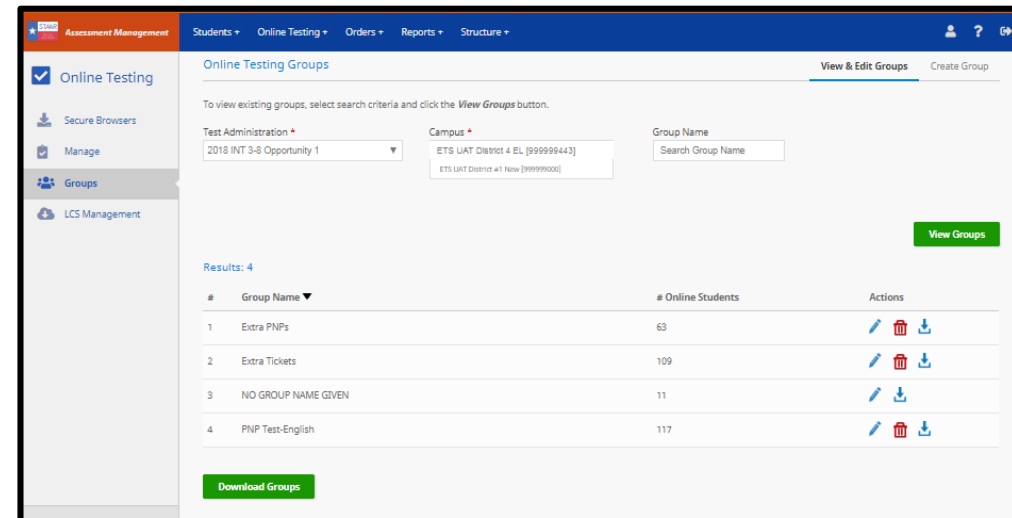 STAAR Assessment Management Students + Online Testing + Orders + Reports + Structure + ?
Online Testing
Secure Browsers
Manage
Groups
LCS Management
Online Testing Groups View & Edit Groups Create Group
To view existing groups, select search criteria and click the View Groups button.
Test Administration * Campus * Group Name
2018 INT 3-8 Opportunity 1 ▼ ETS UAT District 4 EL [999999443] Search Group Name
ETS UAT District #1 New [999999000]
View Groups
Results: 4
# Group Name ▼ # Online Students Actions
1 Extra PNPs 63
2 Extra Tickets 109
3 NO GROUP NAME GIVEN 11
4 PNP Test-English 117
Download Groups